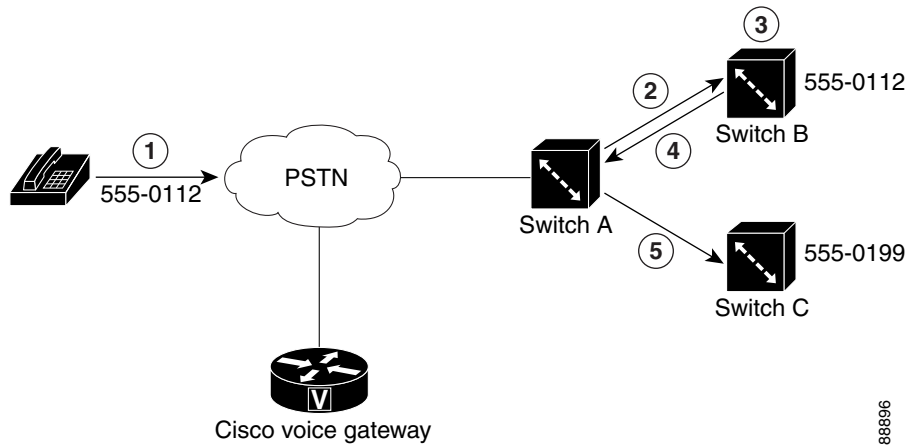 3
2
555-0112
1
4
Switch B
555-0112
PSTN
Switch A
5
555-0199
Switch C
V
Cisco voice gateway
88896